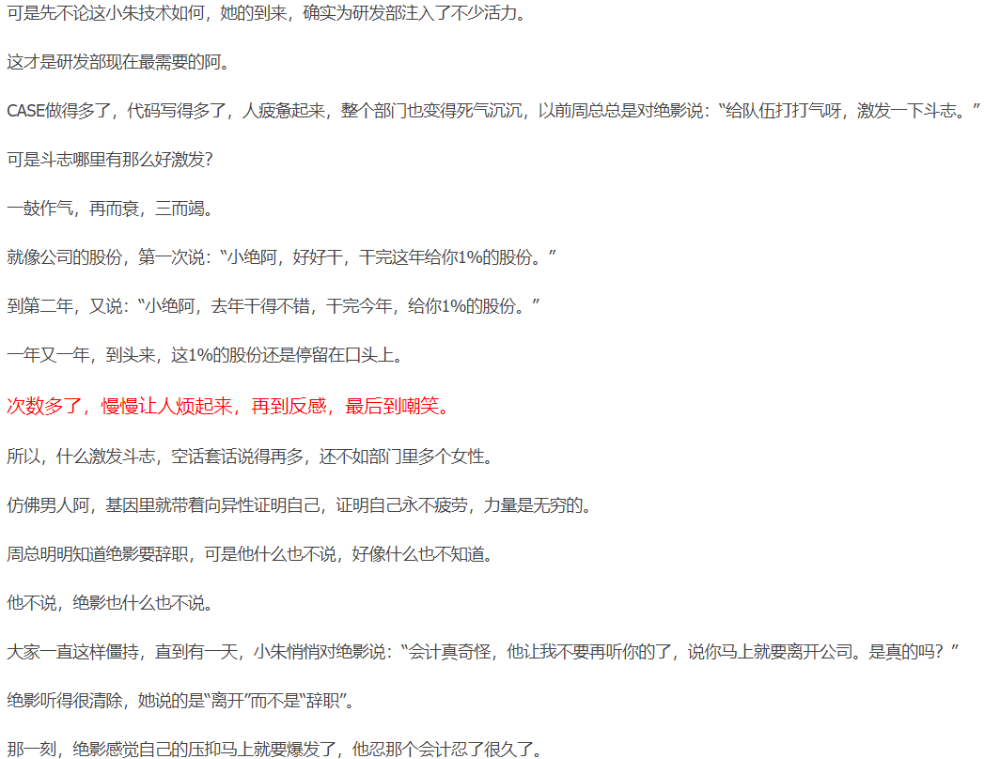 可是先不论这小朱技术如何，她的到来，确实为研发部注入了不少活力。
这才是研发部现在最需要的阿。
CASE做得多了，代码写得多了，人疲惫起来，整个部门也变得死气沉沉，以前周总总是对绝影说：“给队伍打打气呀，激发一下斗志。”
可是斗志哪里有那么好激发？
一鼓作气，再而衰，三而竭。
就像公司的股份，第一次说：“小绝阿，好好干，干完这年给你1%的股份。”
到第二年，又说：“小绝阿，去年干得不错，干完今年，给你1%的股份。”
一年又一年，到头来，这1%的股份还是停留在口头上。
次数多了，慢慢让人烦起来，再到反感，最后到嘲笑。
所以，什么激发斗志，空话套话说得再多，还不如部门里多个女性。
仿佛男人阿，基因里就带着向异性证明自己，证明自己永不疲劳，力量是无穷的。
周总明明知道绝影要辞职，可是他什么也不说，好像什么也不知道。
他不说，绝影也什么也不说。
大家一直这样僵持，直到有一天，小朱悄悄对绝影说：“会计真奇怪，他让我不要再听你的了，说你马上就要离开公司。是真的吗？”
绝影听得很清除，她说的是“离开”而不是“辞职”。
那一刻，绝影感觉自己的压抑马上就要爆发了，他忍那个会计忍了很久了。